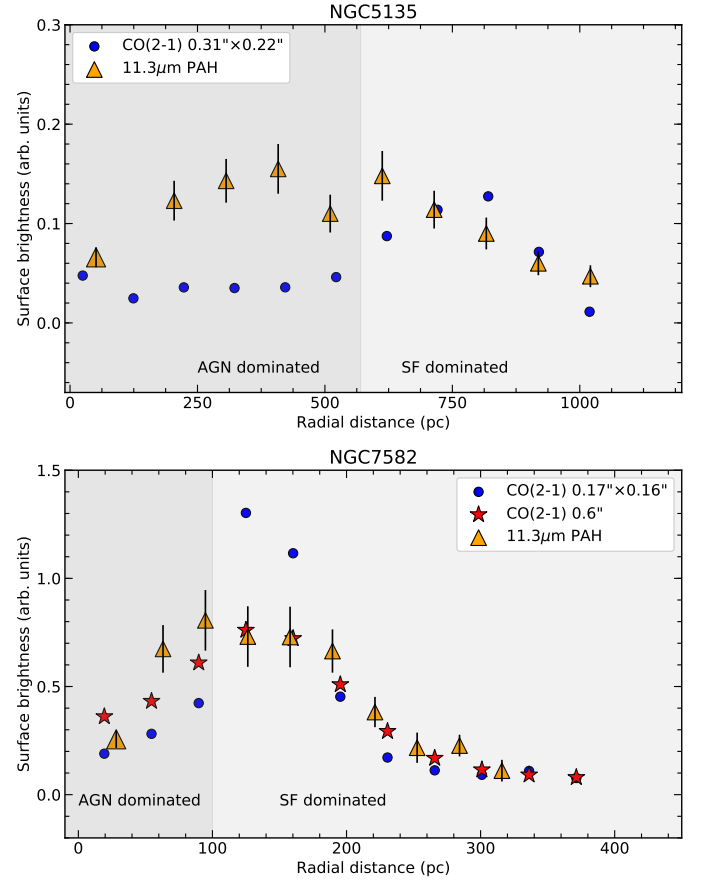 NGC5135
0.3
0.2
0.1
0.0
Surface brightness (arb. units)
CO(2-1) 0.31"×0.22"
11.3μm PAH
AGN dominated
SF dominated
0 250 500 750 1000
Radial distance (pc)
NGC7582
1.5
1.0
0.5
0.0
Surface brightness (arb. units)
CO(2-1) 0.17"×0.16"
CO(2-1) 0.6"
11.3μm PAH
AGN dominated
SF dominated
0 100 200 300 400
Radial distance (pc)